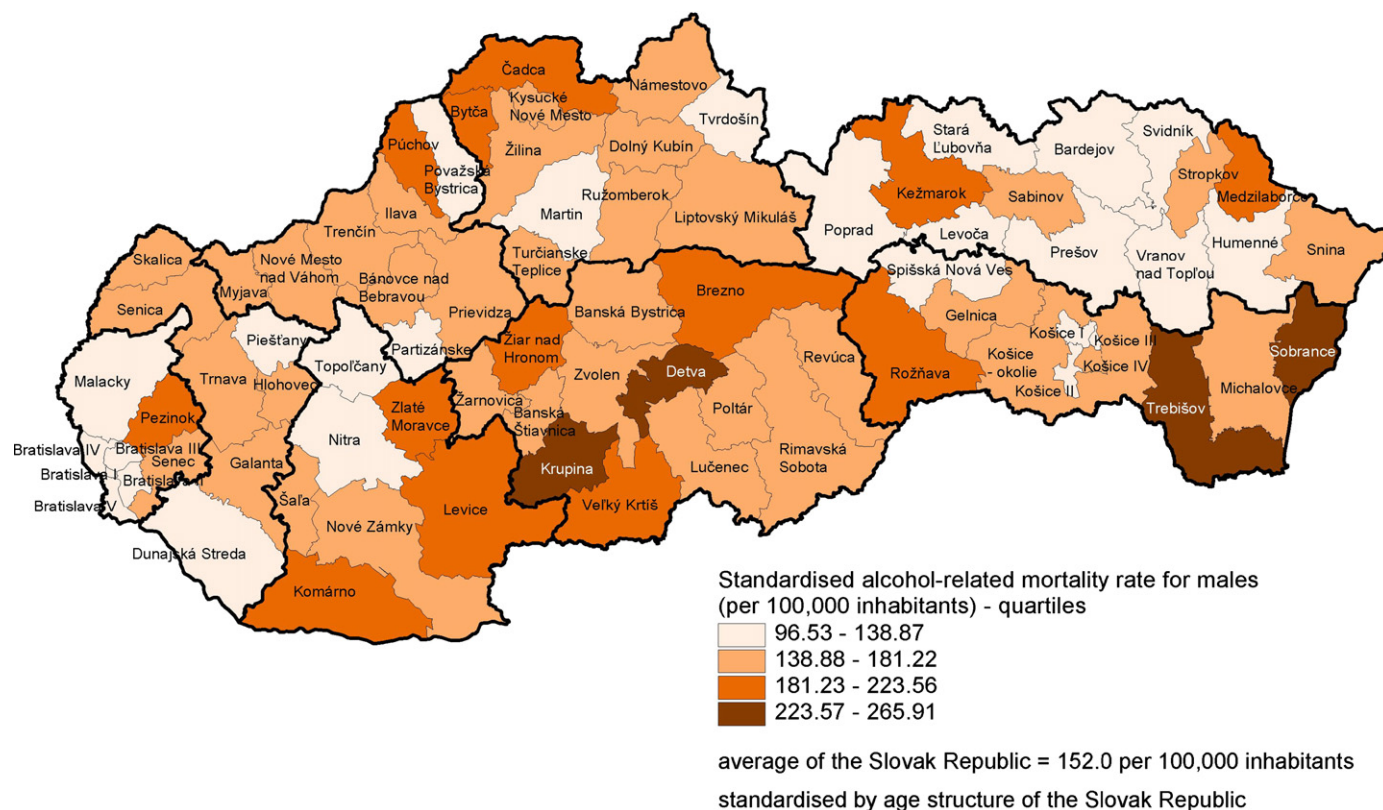 Čadca
Námestovo
Kysucké
Nové Mesto
Bytča
Tvrdošín
Púchov
Žilina
Dolný Kubín
Považská
Bystrica
Stará
Ľubovňa
Bardejov
Svidník
Stropkov
Medzilaborce
Kežmarok
Sabinov
Ružomberok
Martin
Liptovský Mikuláš
Ilava
Trenčín
Poprad
Levoča
Prešov
Vranov
nad Topľou
Humenné
Snina
Turčianske
Teplice
Skalica
Nové Mesto
nad Váhom
Bánovce nad
Bebravou
Myjava
Senica
Prievidza
Spišská Nová Ves
Brezno
Banská Bystrica
Gelnica
Piešťany
Topoľčany
Partizánske
Žiar nad
Hronom
Košice I
Košice III
Košice
- okolie
Košice IV
Košice II
Sobrance
Michalovce
Trebišov
Malacky
Trnava
Hlohovec
Zvolen
Detva
Revúca
Rožňava
Žarnovica
Banská
Štiavnica
Poltár
Pezinok
Zlaté
Moravce
Nitra
Bratislava IV
Bratislava III
Senec
Bratislava I
Bratislava II
Bratislava V
Galanta
Krupina
Rimavská
Sobota
Lučenec
Šaľa
Nové Zámky
Levice
Veľký Krtíš
Dunajská Streda
Komárno
Standardised alcohol-related mortality rate for males
(per 100,000 inhabitants) - quartiles
96.53 - 138.87
138.88 - 181.22
181.23 - 223.56
223.57 - 265.91
average of the Slovak Republic = 152.0 per 100,000 inhabitants
standardised by age structure of the Slovak Republic